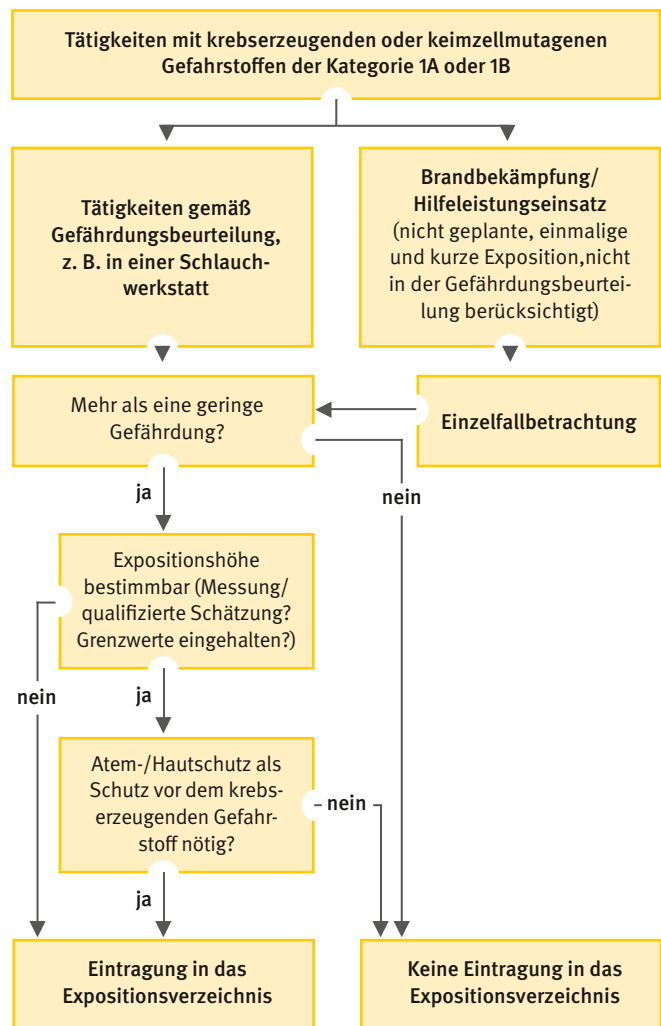 Tätigkeiten mit krebserzeugenden oder keimzellmutagenen
Gefahrstoffen der Kategorie 1A oder 1B
Tätigkeiten gemäß
Gefährdungsbeurteilung,
z. B. in einer Schlauch-
werkstatt
Brandbekämpfung/
Hilfeleistungseinsatz
(nicht geplante, einmalige
und kurze Exposition,nicht
in der Gefährdungsbeurtei-
lung berücksichtigt)
Mehr als eine geringe
Gefährdung?
Einzelfallbetrachtung
ja
nein
Expositionshöhe
bestimmbar (Messung/
qualifizierte Schätzung?
Grenzwerte eingehalten?)
nein
ja
Atem-/Hautschutz als
Schutz vor dem krebs-
erzeugenden Gefahr-
stoff nötig?
nein
ja
Eintragung in das
Expositionsverzeichnis
Keine Eintragung in das
Expositionsverzeichnis